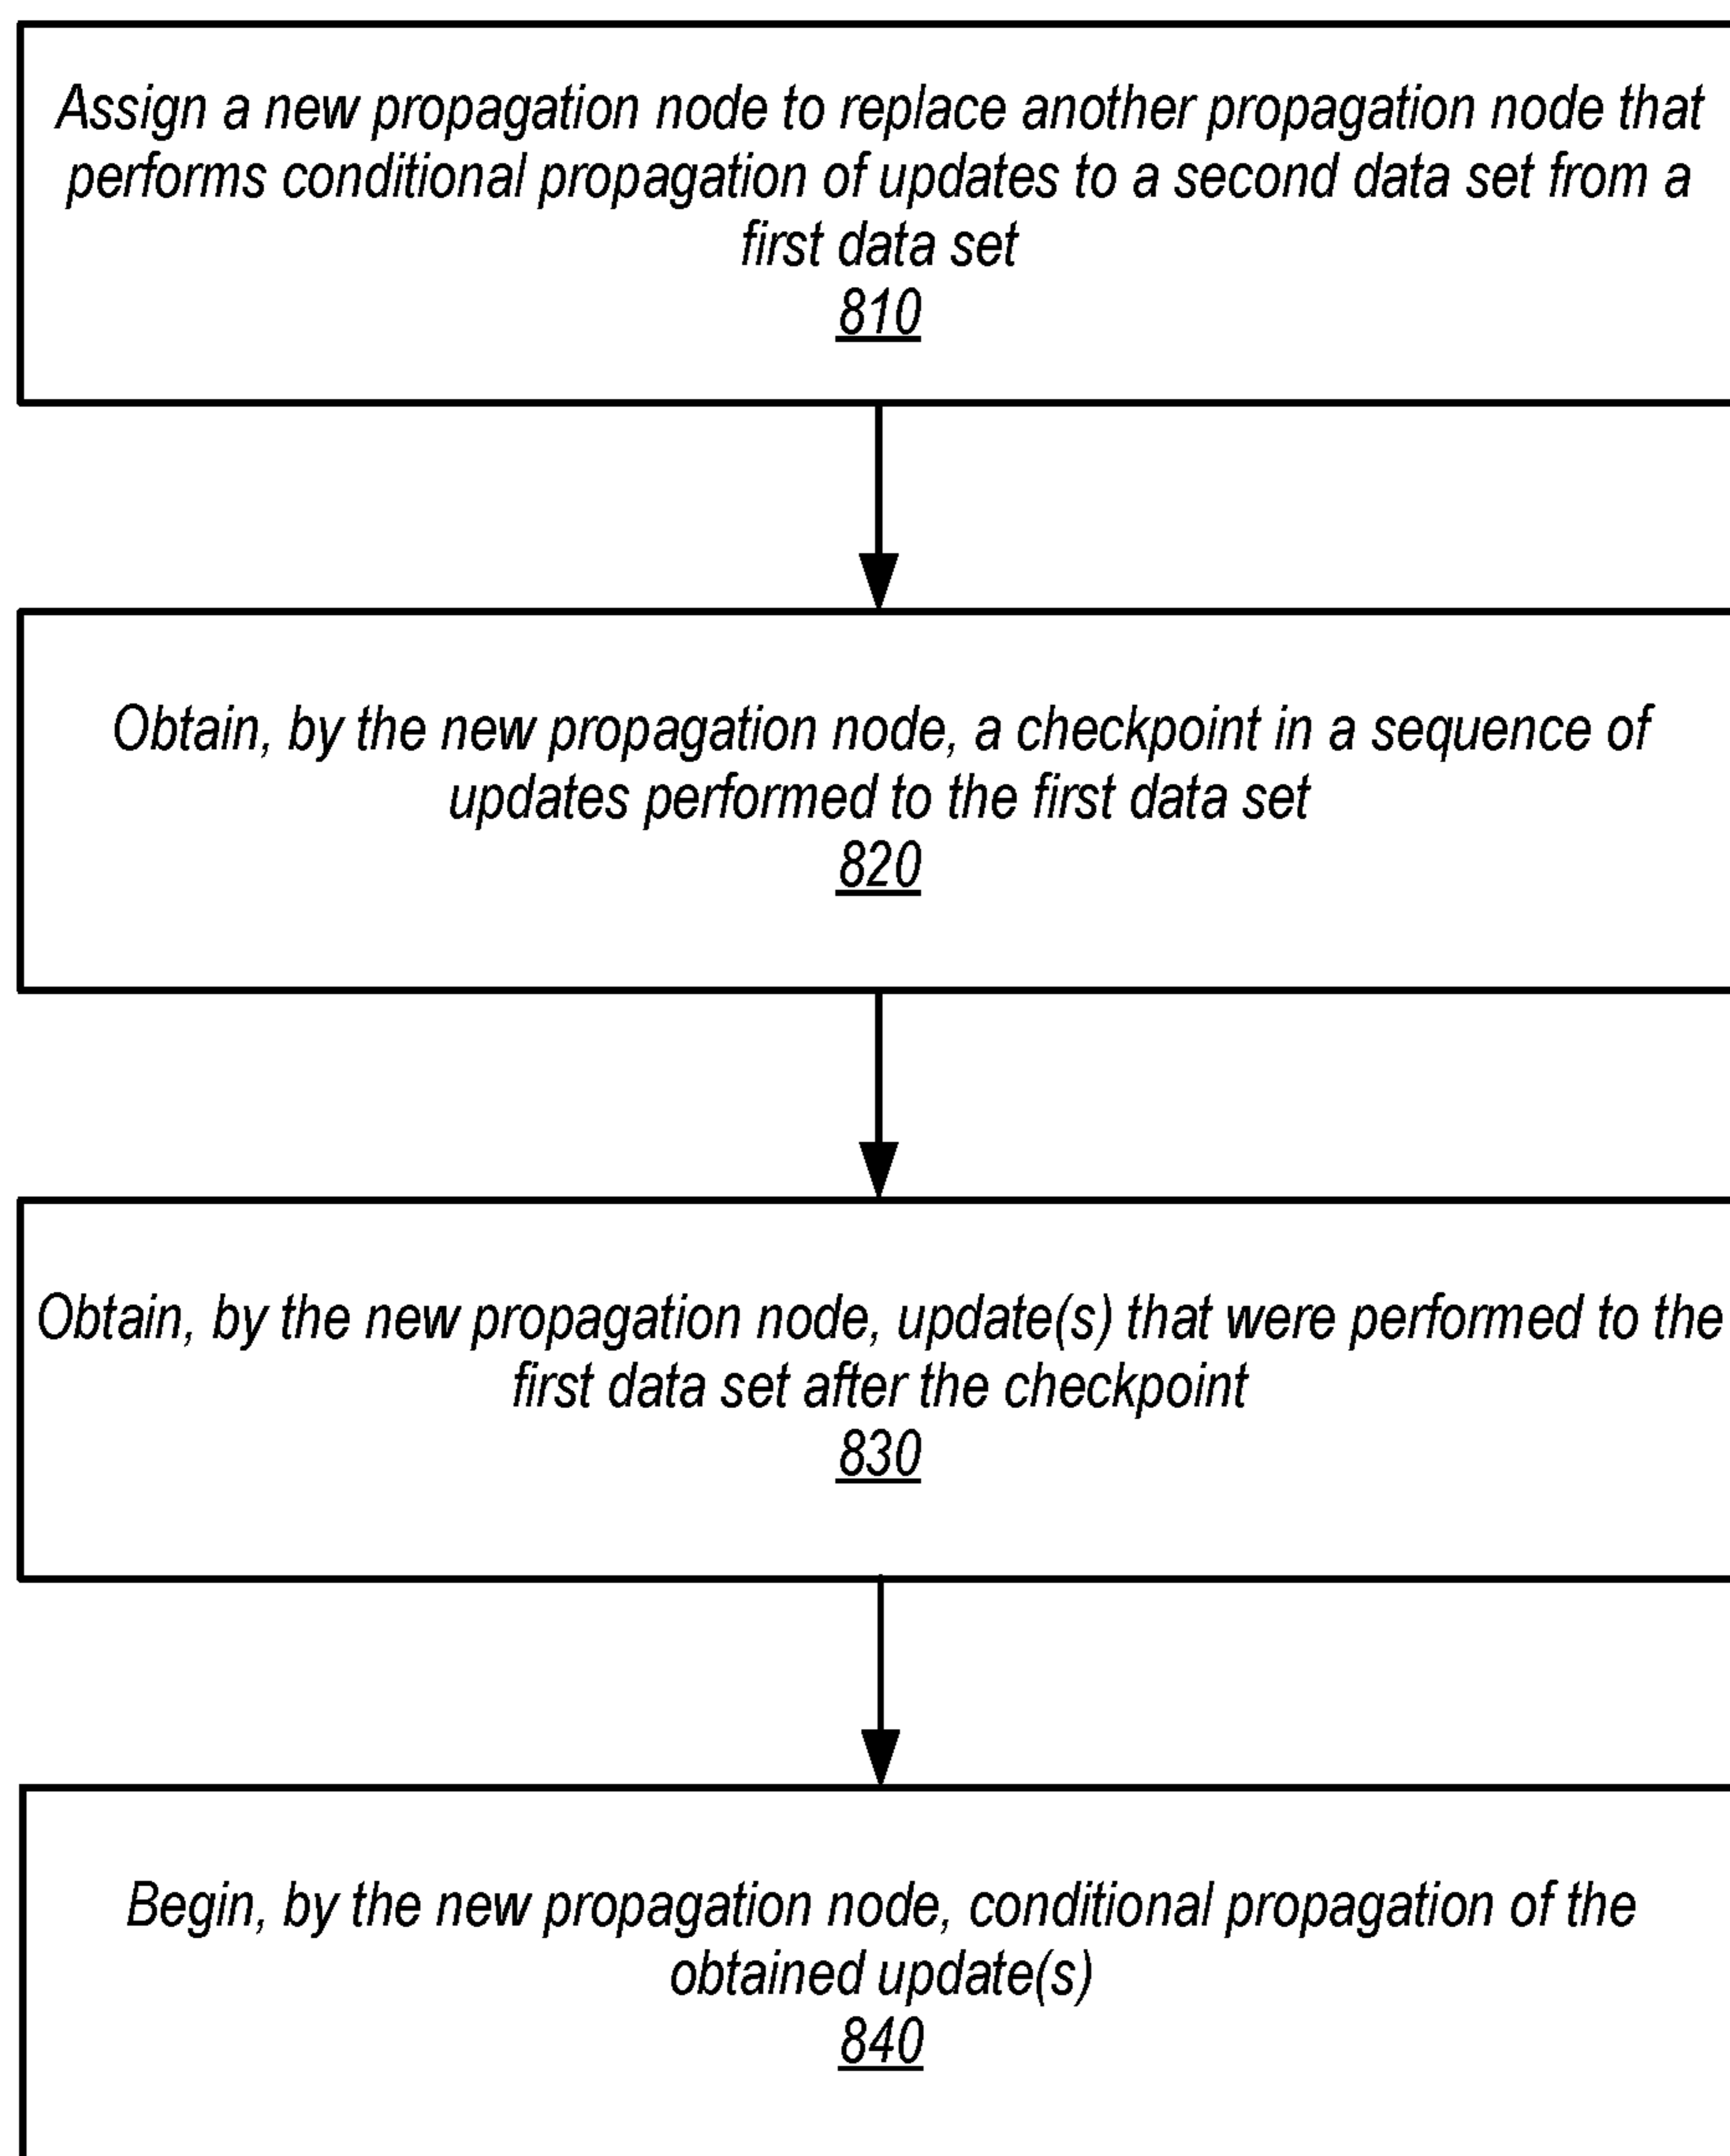 Assign a new propagation node to replace another propagation node that
performs conditional propagation of updates to a second data set from a
first data set
810
Obtain, by the new propagation node, a checkpoint in a sequence of
updates performed to the first data set
820
Obtain, by the new propagation node, update(s) that were performed to the
first data set after the checkpoint
830
Begin, by the new propagation node, conditional propagation of the
obtained update(s)
840